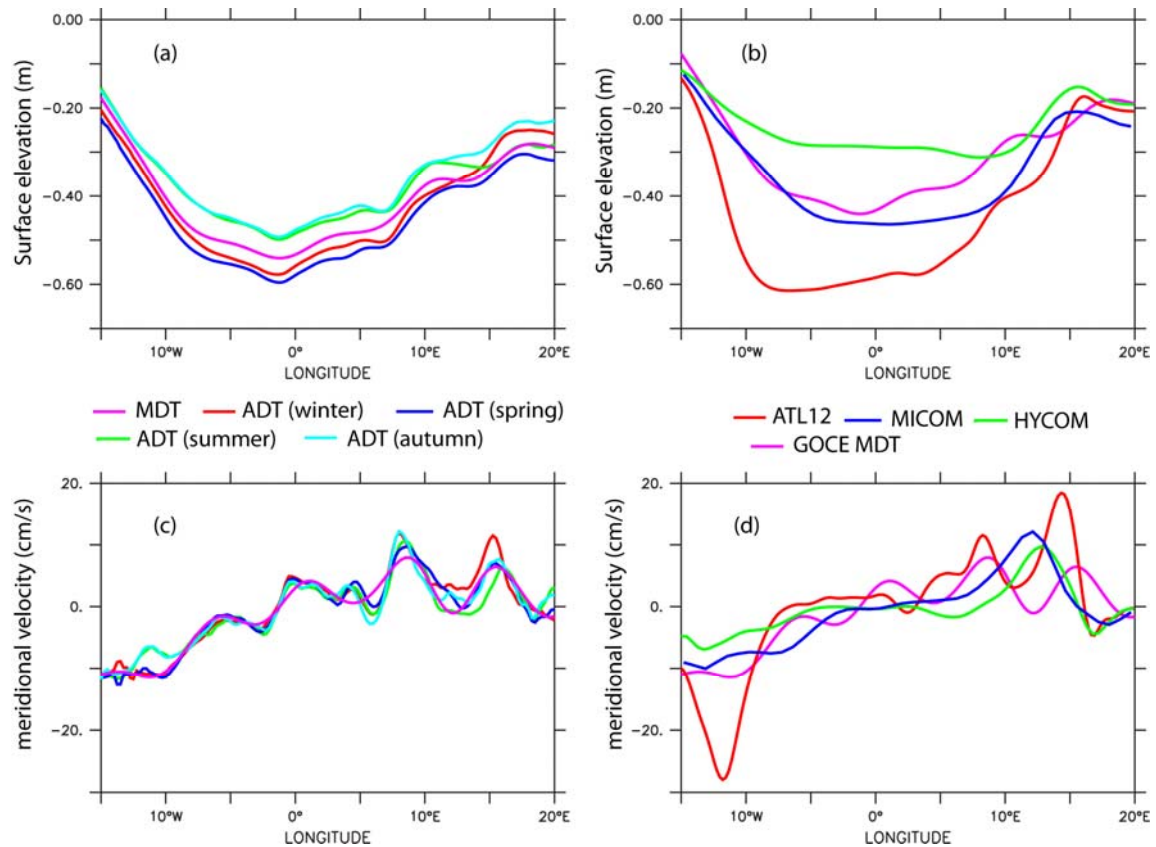 0.00
-0.20
-0.40
-0.60
Surface elevation (m)
(a)
10°W 0° 10°E 20°E
LONGITUDE
0.00
-0.20
-0.40
-0.60
Surface elevation (m)
(b)
10°W 0° 10°E 20°E
LONGITUDE
MDT ADT (winter) ADT (spring)
ADT (summer) ADT (autumn)
ATL12 MICOM HYCOM
GOCE MDT
20.
0.
-20.
meridional velocity (cm/s)
(c)
10°W 0° 10°E 20°E
LONGITUDE
20.
0.
-20.
meridional velocity (cm/s)
(d)
10°W 0° 10°E 20°E
LONGITUDE